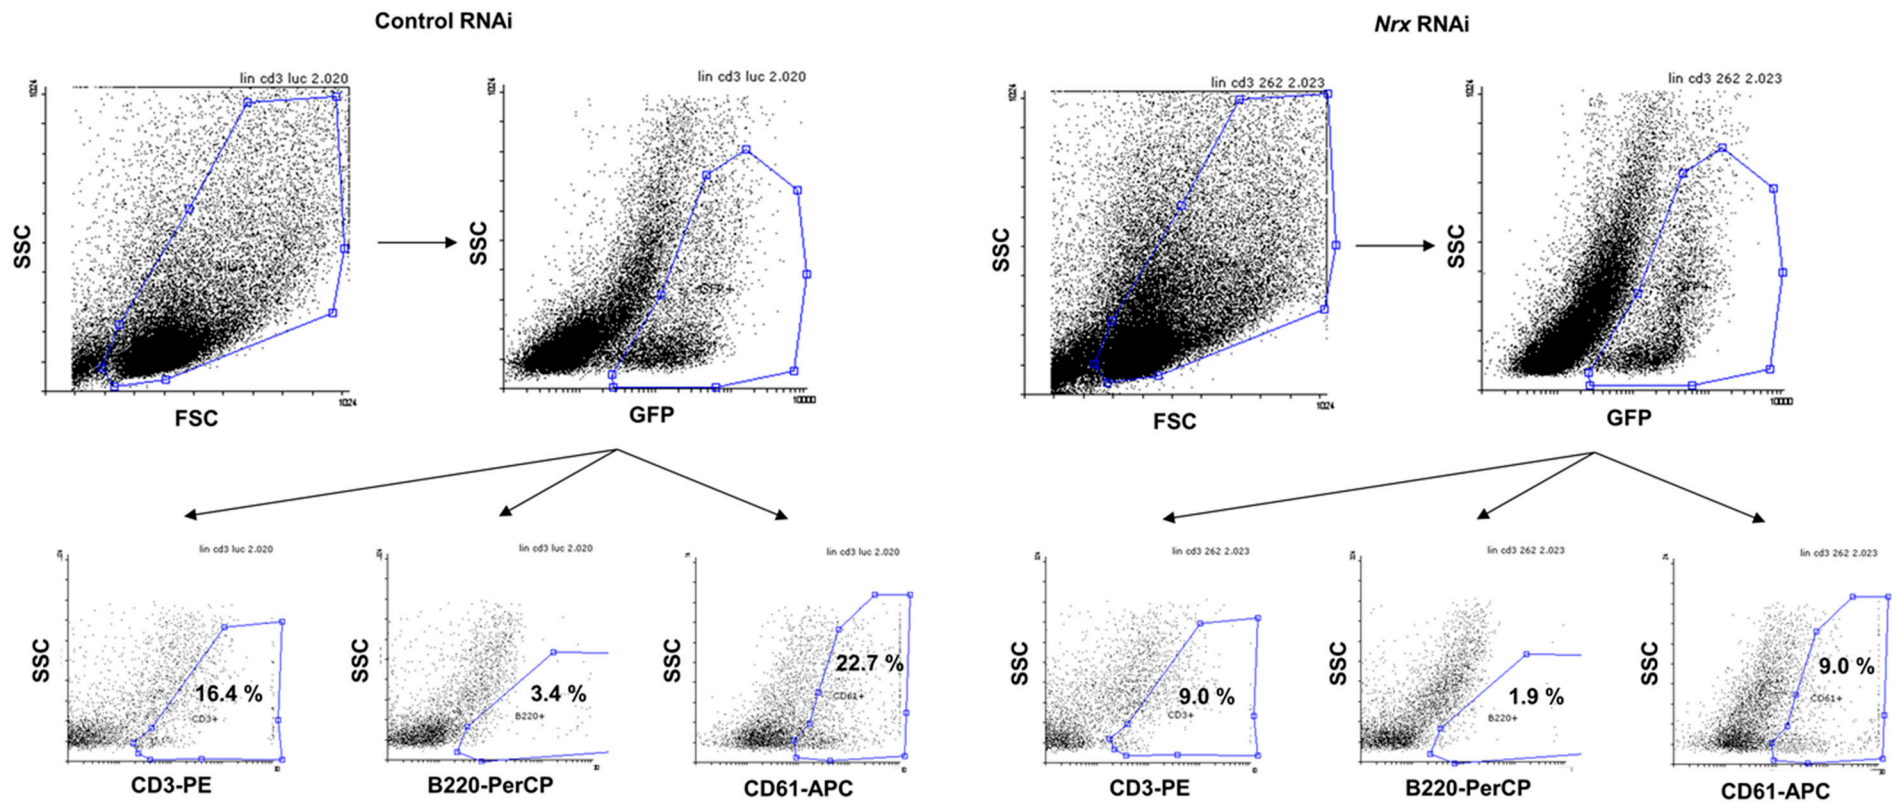 Control RNAi
Nrx RNAi
lin cd3 luc 2.020
lin cd3 luc 2.020
lin cd3 262 2.023
lin cd3 262 2.023
1024
1024
1024
1024
SSC
SSC
SSC
SSC
GFP+
1024
10000
1024
10000
FSC
GFP
FSC
GFP
lin cd3 luc 2.020
lin cd3 luc 2.020
lin cd3 luc 2.020
lin cd3 262 2.023
lin cd3 262 2.023
lin cd3 262 2.023
SSC
SSC
SSC
SSC
SSC
SSC
16.4 %
CD3+
3.4 %
B220+
22.7 %
CD61+
9.0 %
CD3+
1.9 %
B220+
9.0 %
CD61+
CD3-PE
B220-PerCP
CD61-APC
CD3-PE
B220-PerCP
CD61-APC